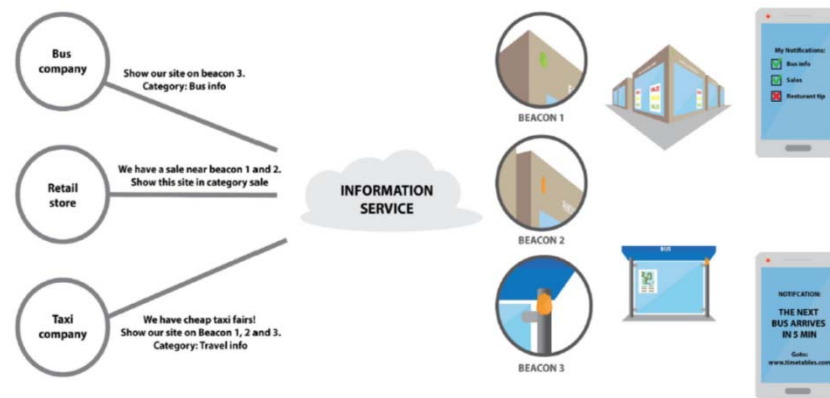 Bus
company
Show our site on beacon 3.
Category: Bus info
Retail
store
We have a sale near beacon 1 and 2.
Show this site in category sale
Taxi
company
We have cheap taxi fairs!
Show our site on Beacon 1, 2 and 3.
Category: Travel info
INFORMATION
SERVICE
BEACON 1
BEACON 2
BEACON 3
BUS
My Notifications:
Bus info
Sales
Resturant tip
NOTIFCATION:
THE NEXT
BUS ARRIVES
IN 5 MIN
Goto:
www.timetables.com